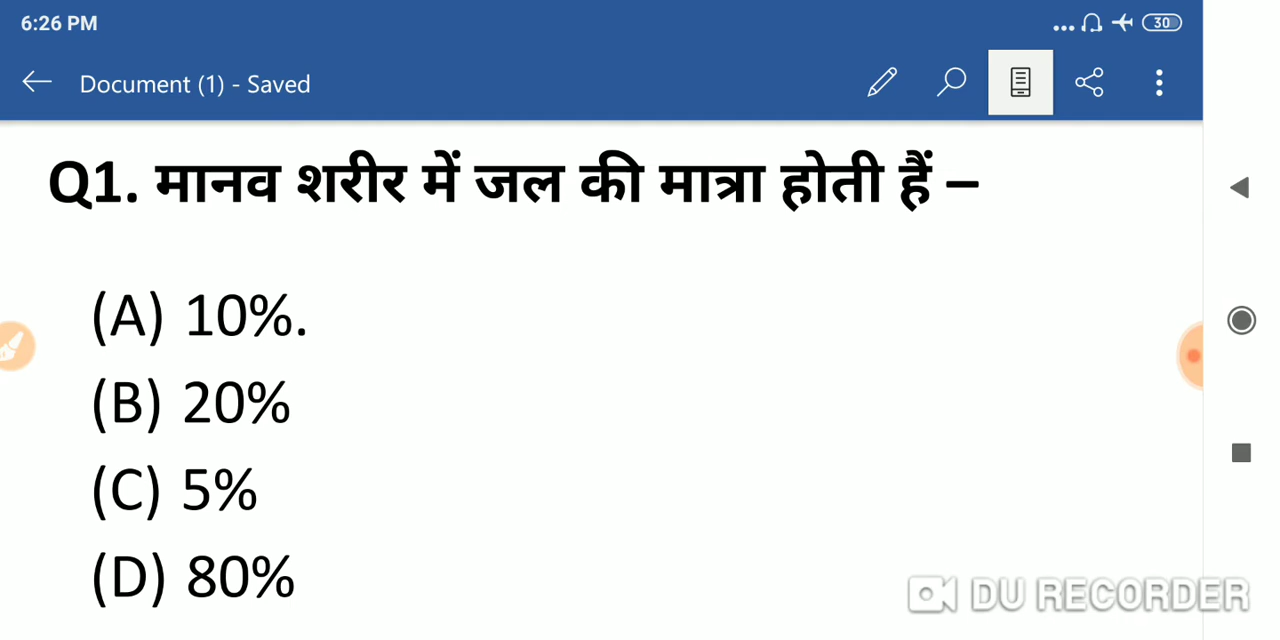 6:26 PM
30
Document (1) - Saved
Q1. मानव शरीर में जल की मात्रा होती हैं –
(A) 10%.
(B) 20%
(C) 5%
(D) 80%
DU RECORDER